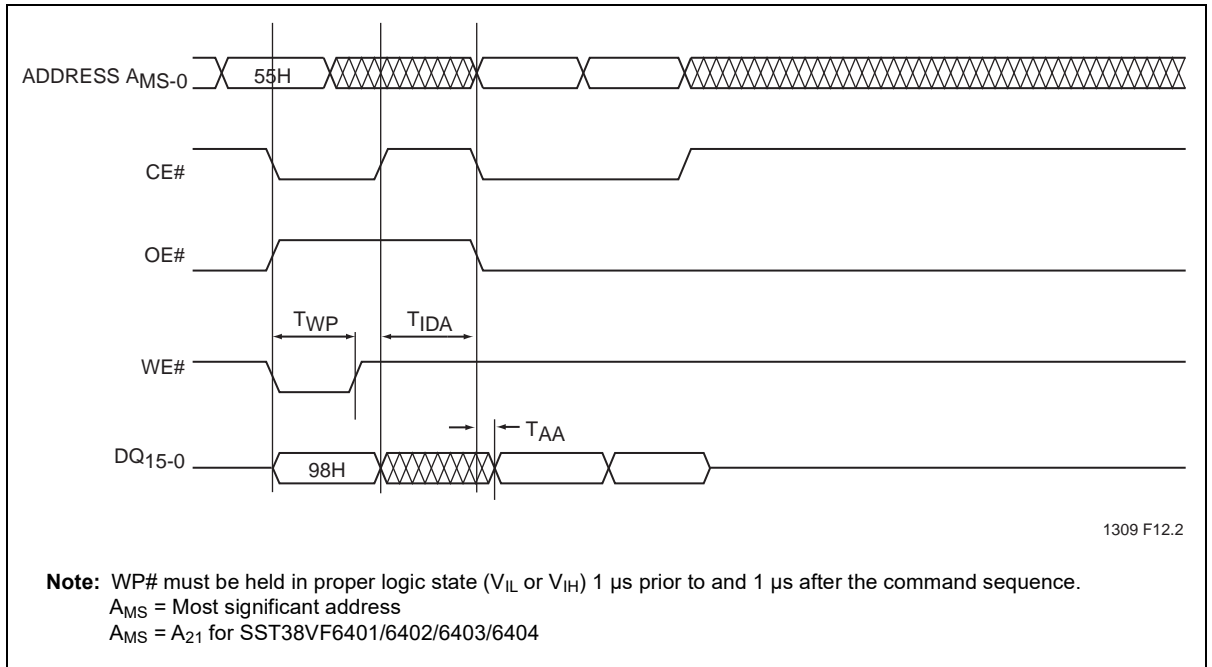 ADDRESS AMS-0
55H
CE#
OE#
TWP TIDA
WE#
TAA
DQ15-0
98H
1309 F12.2
Note: WP# must be held in proper logic state (VIL or VIH) 1 µs prior to and 1 µs after the command sequence.
AMS = Most significant address
AMS = A21 for SST38VF6401/6402/6403/6404